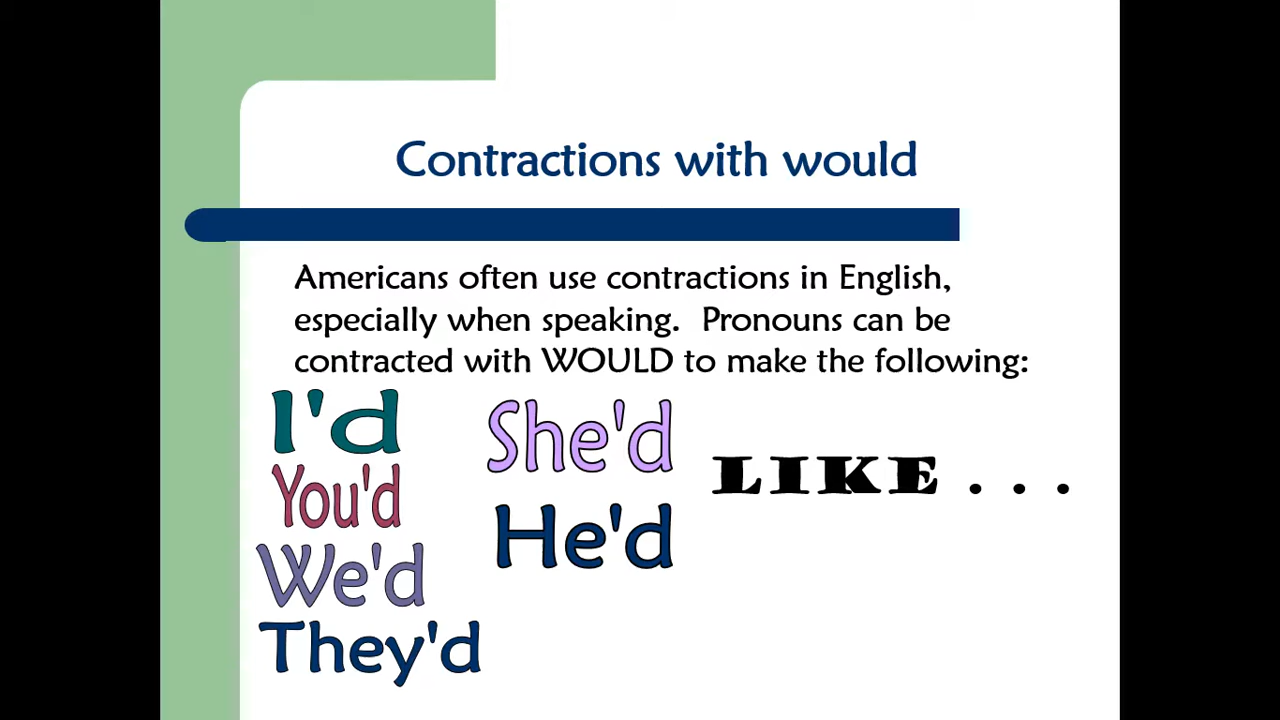 Contractions with would
Americans often use contractions in English,
especially when speaking.  Pronouns can be
contracted with WOULD to make the following:
I'd
You'd
We'd
They'd
She'd
He'd
LIKE . . .